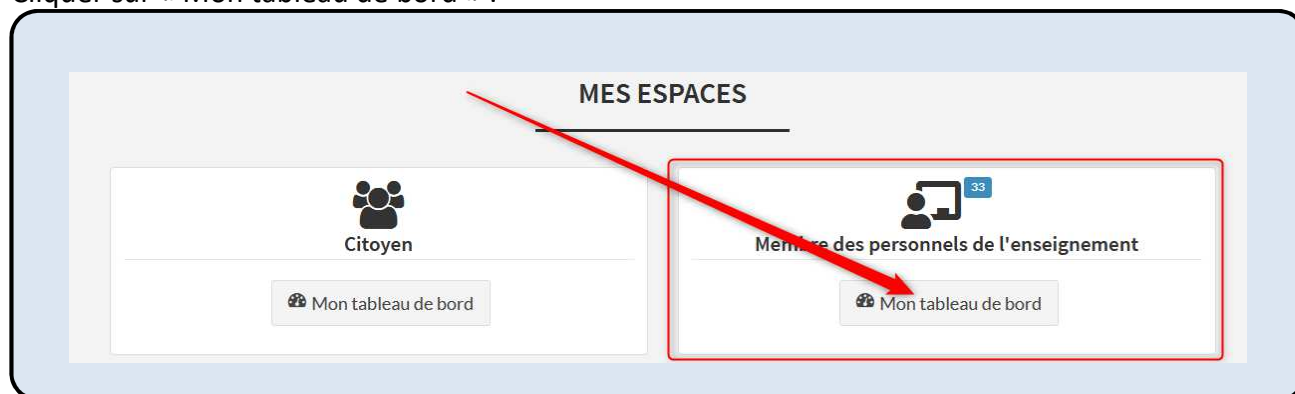 Cliquer sur « Mon tableau de bord » :
MES ESPACES
33
Citoyen
Membre des personnels de l'enseignement
Mon tableau de bord
Mon tableau de bord